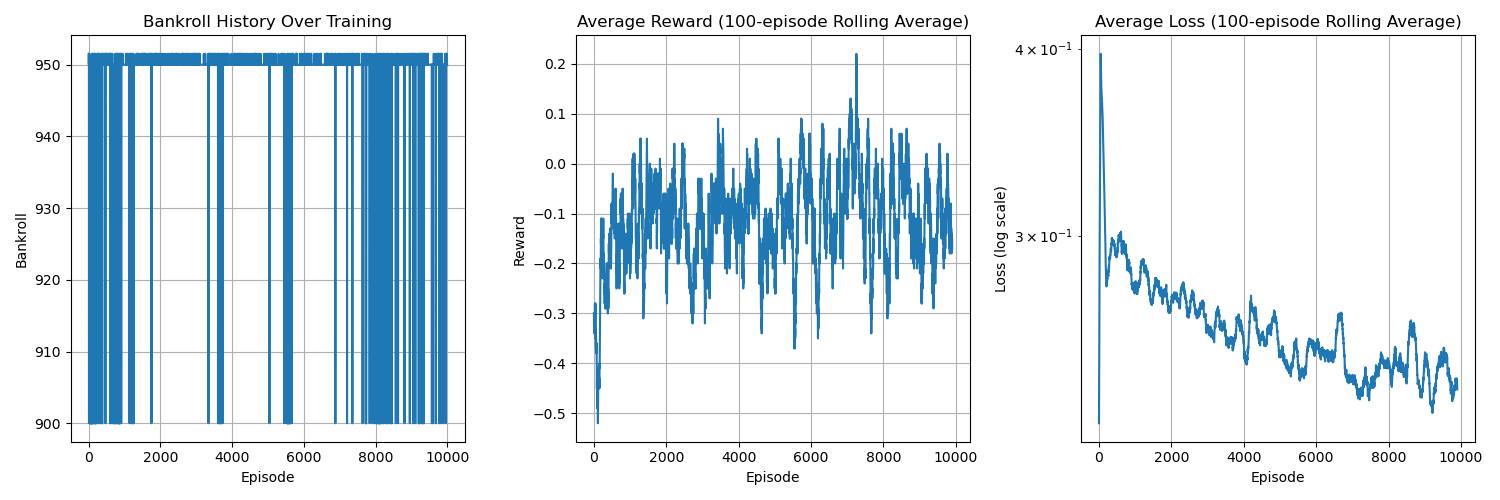 Bankroll History Over Training
950
940
930
920
910
900
Bankroll
0 2000 4000 6000 8000 10000
Episode
Average Reward (100-episode Rolling Average)
0.2
0.1
0.0
−0.1
−0.2
−0.3
−0.4
−0.5
Reward
0 2000 4000 6000 8000 10000
Episode
Average Loss (100-episode Rolling Average)
4 × 10⁻¹
3 × 10⁻¹
Loss (log scale)
0 2000 4000 6000 8000 10000
Episode